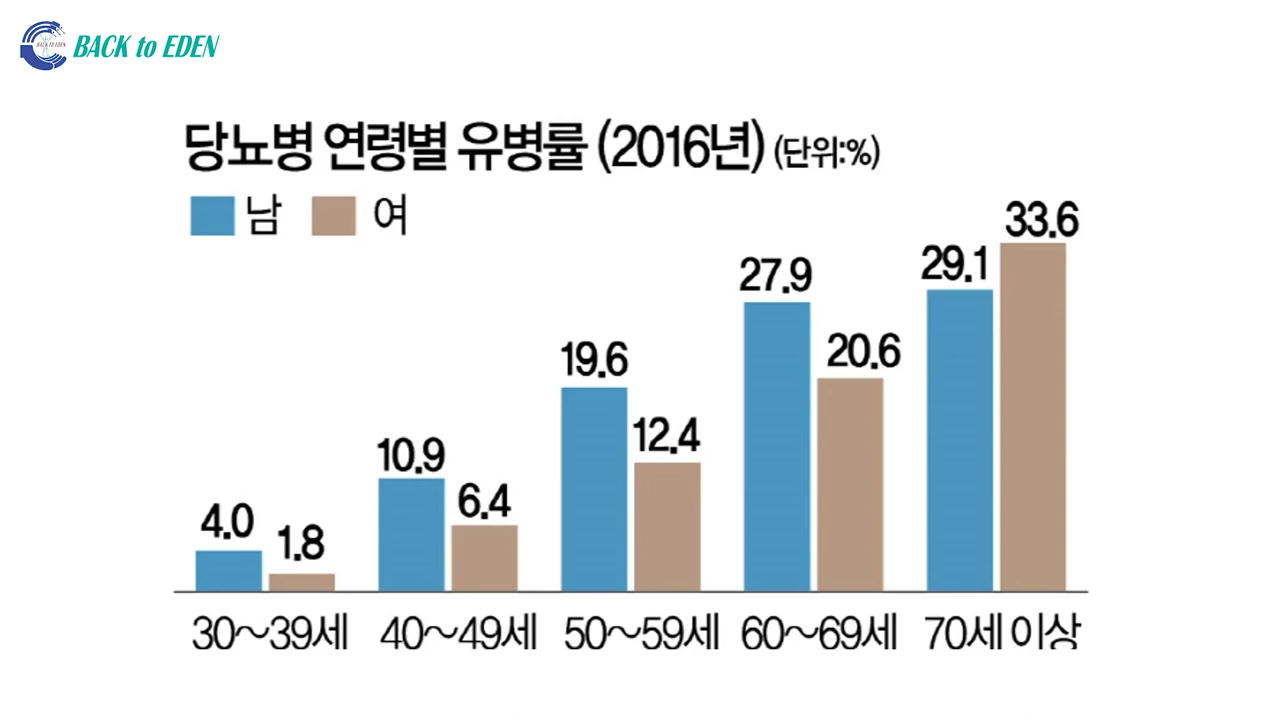 BACK to EDEN
BACK to EDEN
당뇨병 연령별 유병률 (2016년) (단위:%)
남 여
4.0 1.8 10.9 6.4 19.6 12.4 27.9 20.6 29.1 33.6
30~39세 40~49세 50~59세 60~69세 70세 이상